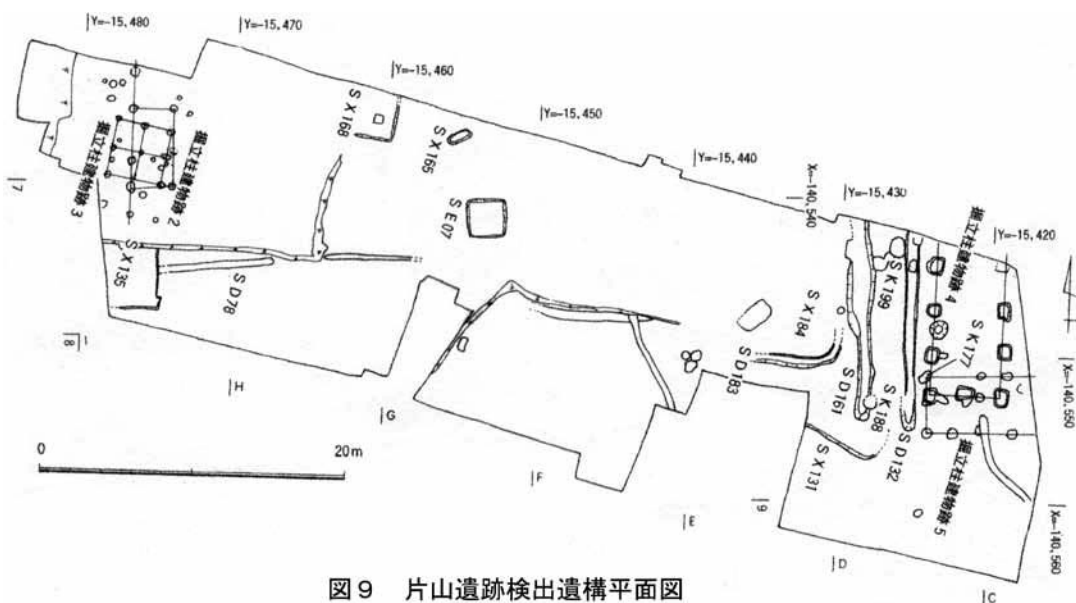 Y=-15,480
Y=-15,470
Y=-15,460
Y=-15,450
Y=-15,440
X=-140,540
Y=-15,430
Y=-15,420
掘立柱建物跡3
掘立柱建物跡2
SX168
SX165
SE07
7
SX135
SD78
8
H
G
F
E
9
D
C
SX184
SD183
SD161
SK199
SK188
SD132
SX131
掘立柱建物跡4
SK177
掘立柱建物跡5
X=-140,550
X=-140,560
0 20m
図9 片山遺跡検出遺構平面図